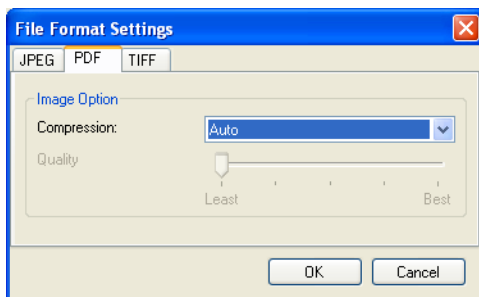 File Format Settings
JPEG PDF TIFF
Image Option
Compression: Auto
Quality
Least Best
OK Cancel